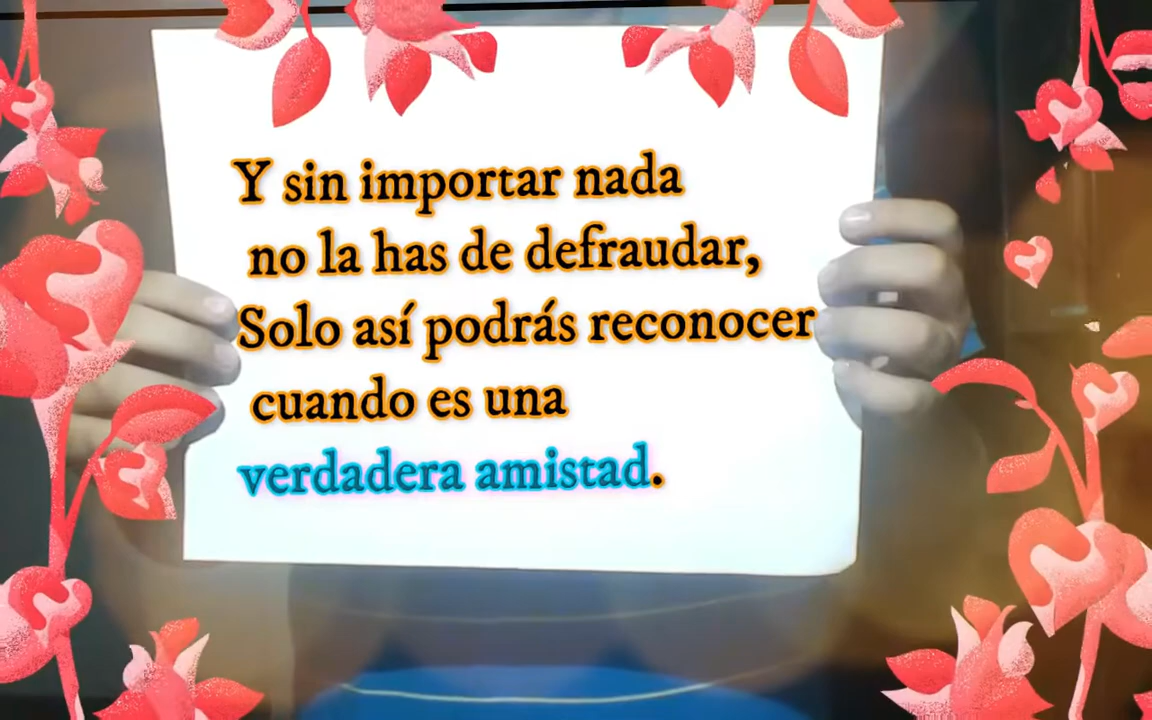 Y sin importar nada
no la has de defraudar,
Solo así podrás reconocer
cuando es una
verdadera amistad.